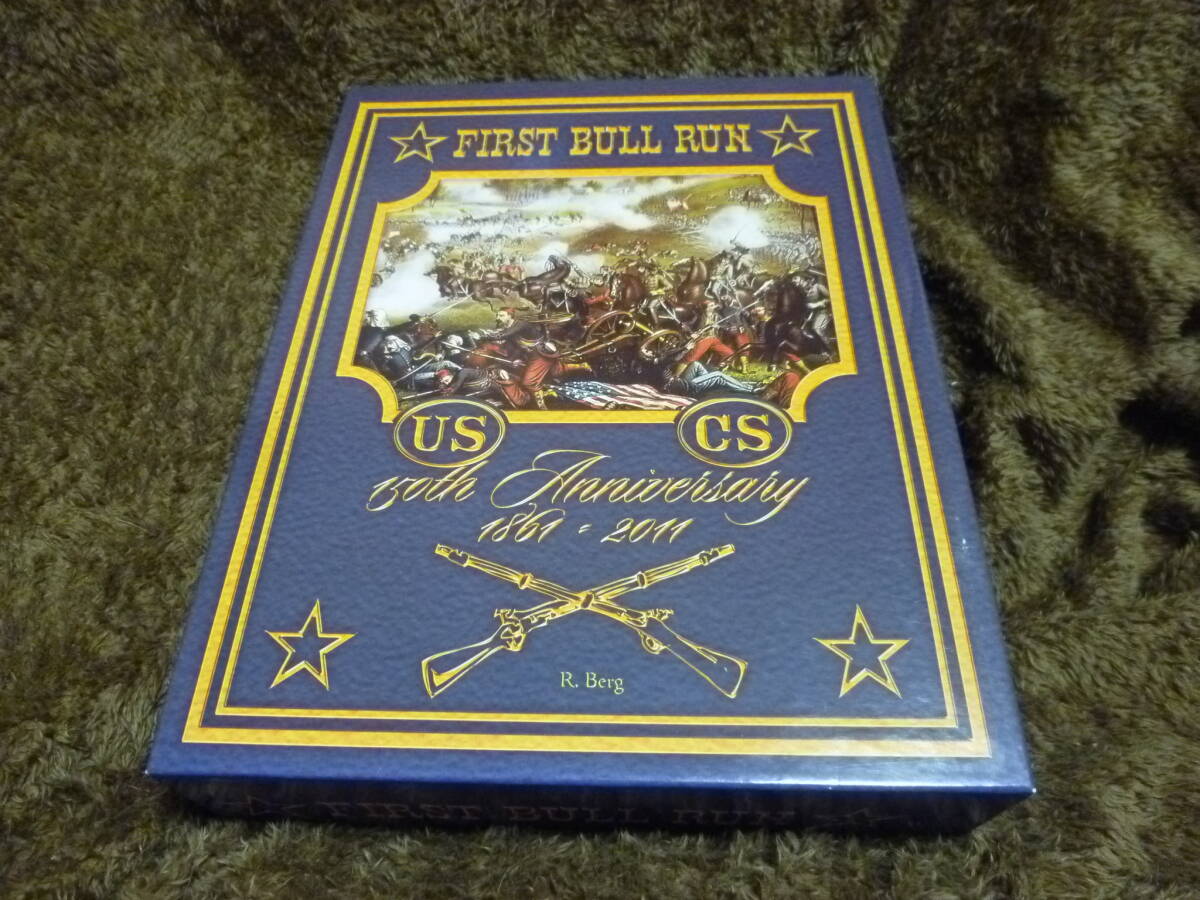 FIRST BULL RUN
US CS
150th Anniversary
1861 - 2011
R. Berg
FIRST BULL RUN